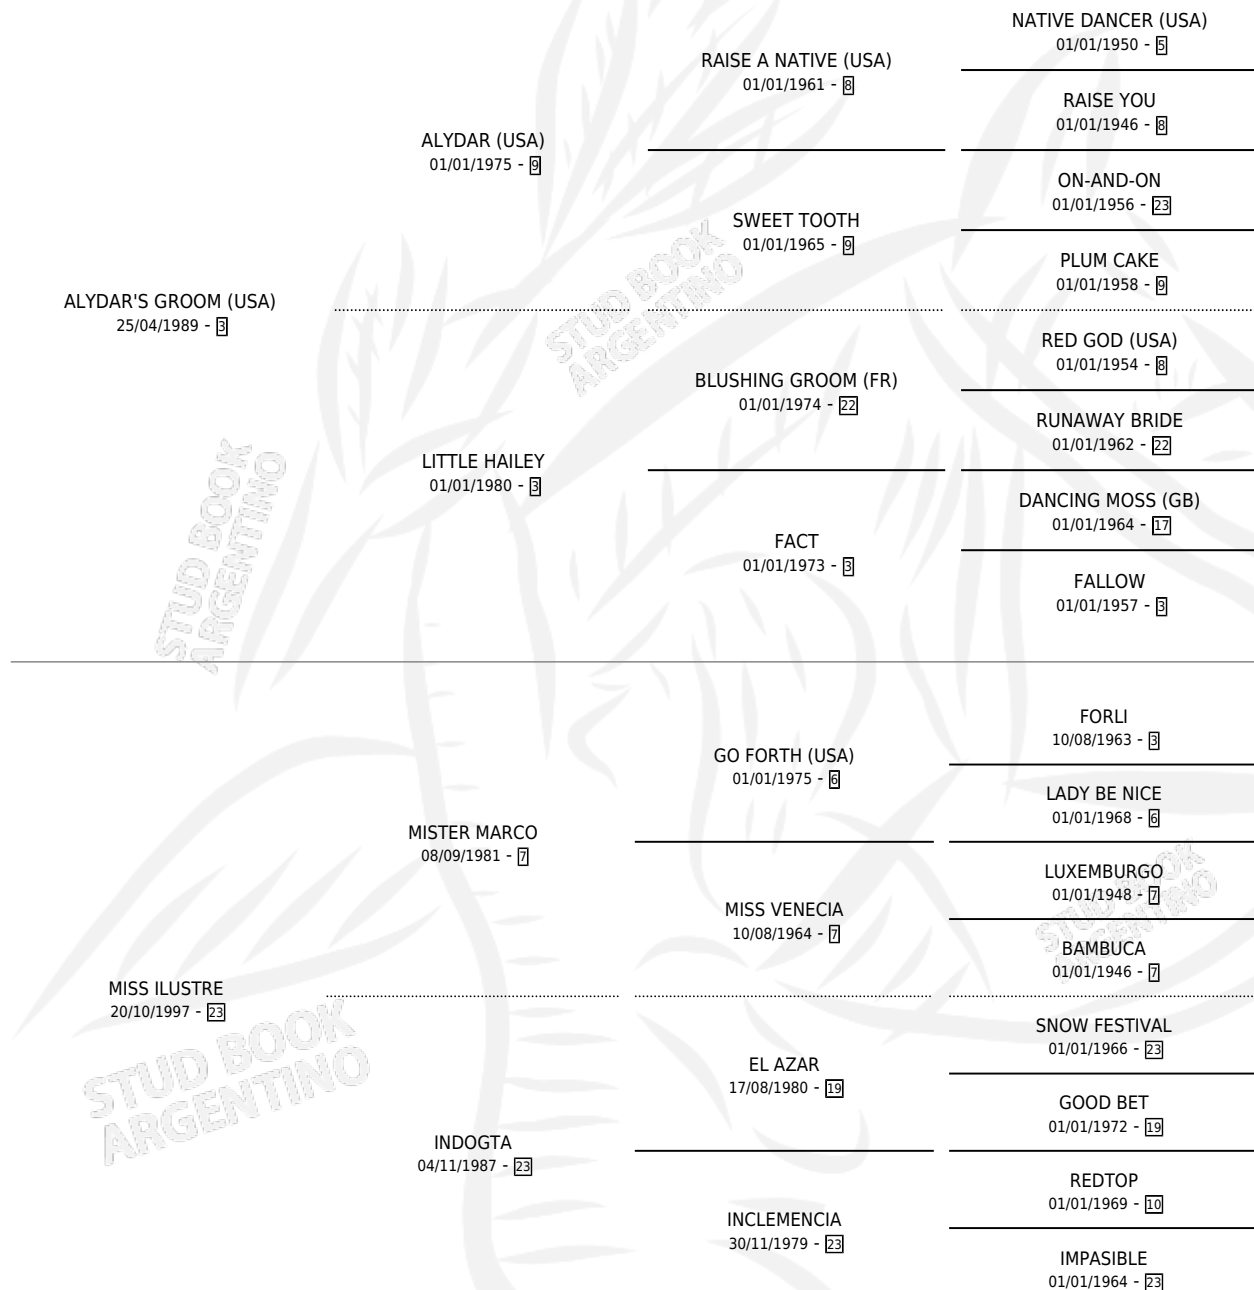 NATIVE DANCER (USA)
01/01/1950 - 5
RAISE A NATIVE (USA)
01/01/1961 - 8
RAISE YOU
01/01/1946 - 8
ALYDAR (USA)
01/01/1975 - 9
ON-AND-ON
01/01/1956 - 23
SWEET TOOTH
01/01/1965 - 9
PLUM CAKE
01/01/1958 - 9
ALYDAR'S GROOM (USA)
25/04/1989 - 3
RED GOD (USA)
01/01/1954 - 8
BLUSHING GROOM (FR)
01/01/1974 - 22
RUNAWAY BRIDE
01/01/1962 - 22
LITTLE HAILEY
01/01/1980 - 3
DANCING MOSS (GB)
01/01/1964 - 17
FACT
01/01/1973 - 3
FALLOW
01/01/1957 - 3
FORLI
10/08/1963 - 3
GO FORTH (USA)
01/01/1975 - 6
LADY BE NICE
01/01/1968 - 6
MISTER MARCO
08/09/1981 - 7
LUXEMBURGO
01/01/1948 - 7
MISS VENECIA
10/08/1964 - 7
BAMBUCA
01/01/1946 - 7
MISS ILUSTRE
20/10/1997 - 23
SNOW FESTIVAL
01/01/1966 - 23
EL AZAR
17/08/1980 - 19
GOOD BET
01/01/1972 - 19
INDOGTA
04/11/1987 - 23
REDTOP
01/01/1969 - 10
INCLEMENCIA
30/11/1979 - 23
IMPASIBLE
01/01/1964 - 23
STUD BOOK
ARGENTINO
STUD BOOK
ARGENTINO
STUD BOOK
ARGENTINO
STUD BOOK
ARGENTINO